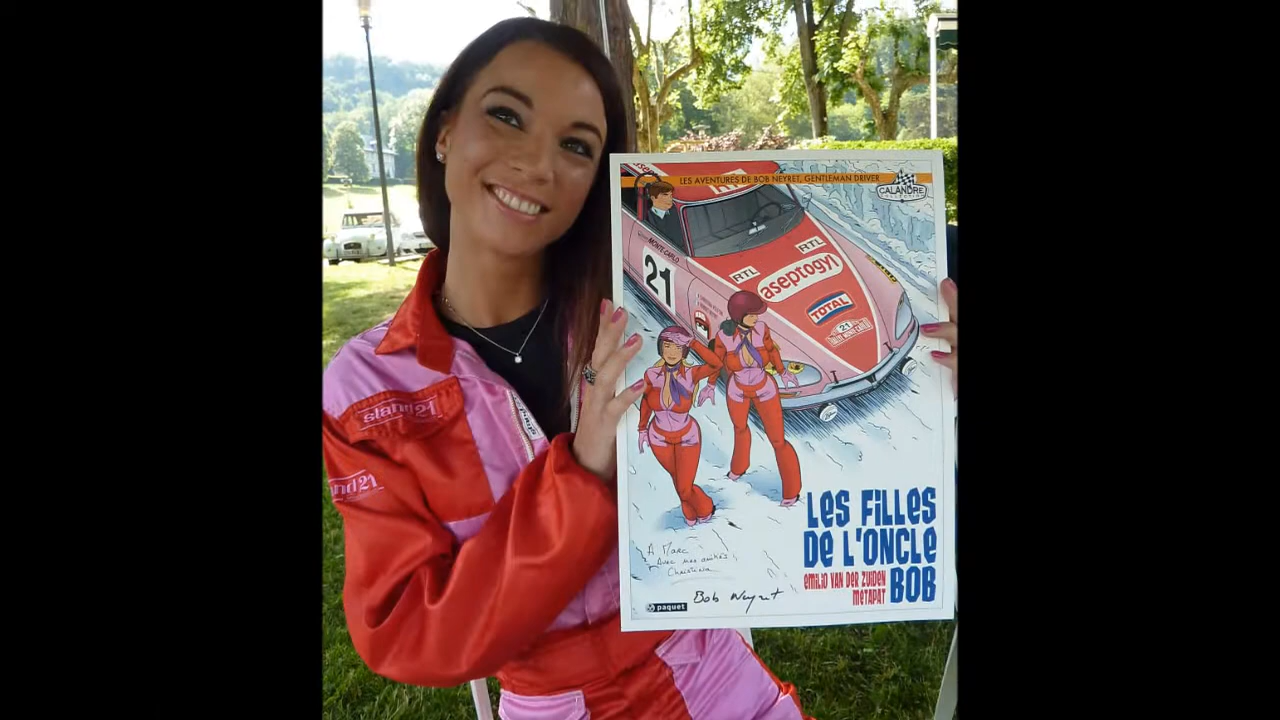 LES AVENTURES DE BOB NEYRET, GENTLEMAN DRIVER
CALANDRE
MONTE-CARLO
21
RTL
RTL
aseptogyl
TOTAL
21
stand21
LES FILLES
DE L'ONCLE
BOB
EMILIO VAN DER ZUIDEN
METAPAT
À Marc
Avec mes amitiés
Christina
Bob Neyret
paquet